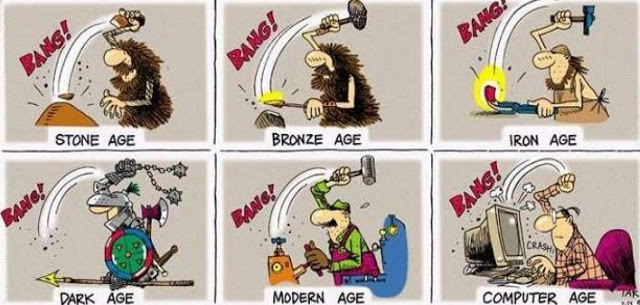 BANG!
STONE AGE
BANG!
BRONZE AGE
BANG!
IRON AGE
BANG!
DARK AGE
BANG!
MODERN AGE
BANG!
CRASH!
COMPUTER AGE